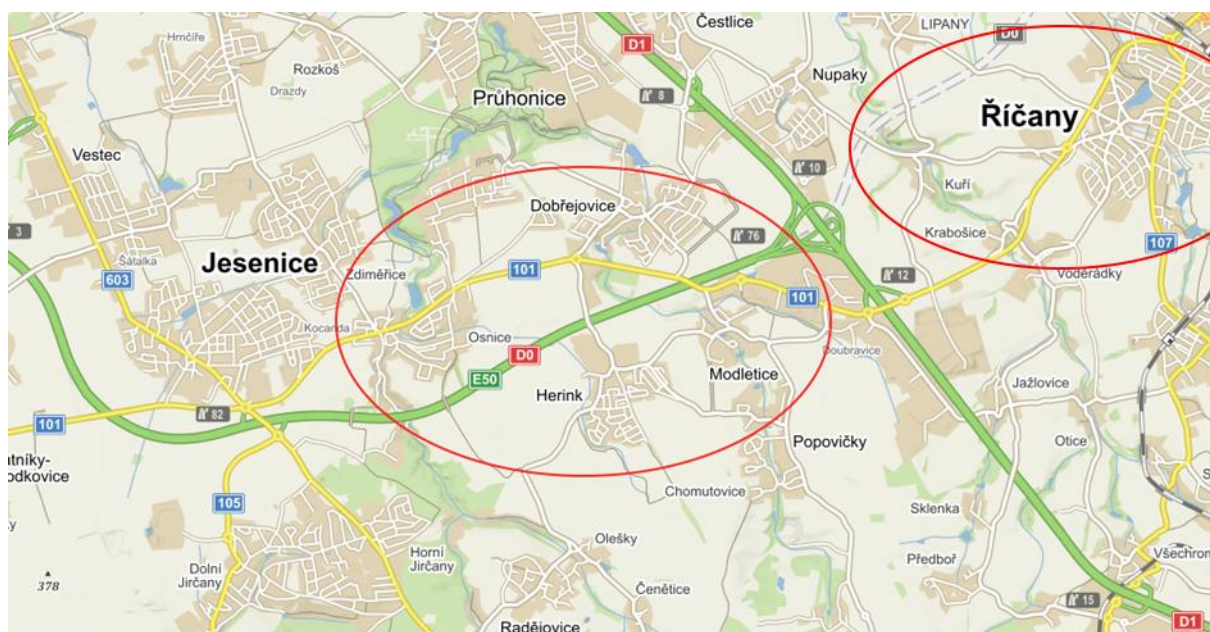 Hrnčíře
Rozkoš
Drazdy
Průhonice
D1
Čestlice
LIPANY
D0
8
Nupaky
Říčany
Vestec
10
Kuří
3
Dobřejovice
76
Krabošice
107
Šátalka
Jesenice
Zdiměřice
101
12
Voděrádky
603
101
Kocanda
Osnice
D0
Doubravice
E50
Modletice
Jažlovice
101
82
Herink
Otice
atníky-
odkovice
Popovičky
105
Chomutovice
Sklenka
Olešky
Předboř
Všechrom
Dolní
Jirčany
Horní
Jirčany
378
Čenětice
15
Radějovice
D1